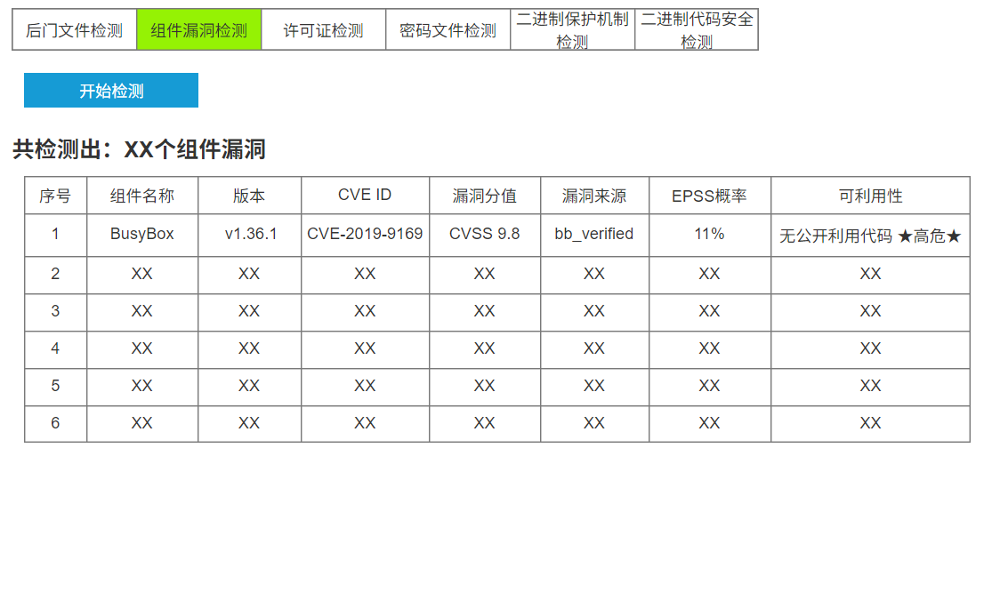 后门文件检测 组件漏洞检测 许可证检测 密码文件检测 二进制保护机制检测 二进制代码安全检测
开始检测
共检测出：XX个组件漏洞
序号 组件名称 版本 CVE ID 漏洞分值 漏洞来源 EPSS概率 可利用性
1 BusyBox v1.36.1 CVE-2019-9169 CVSS 9.8 bb_verified 11% 无公开利用代码 ★高危★
2 XX XX XX XX XX XX XX
3 XX XX XX XX XX XX XX
4 XX XX XX XX XX XX XX
5 XX XX XX XX XX XX XX
6 XX XX XX XX XX XX XX